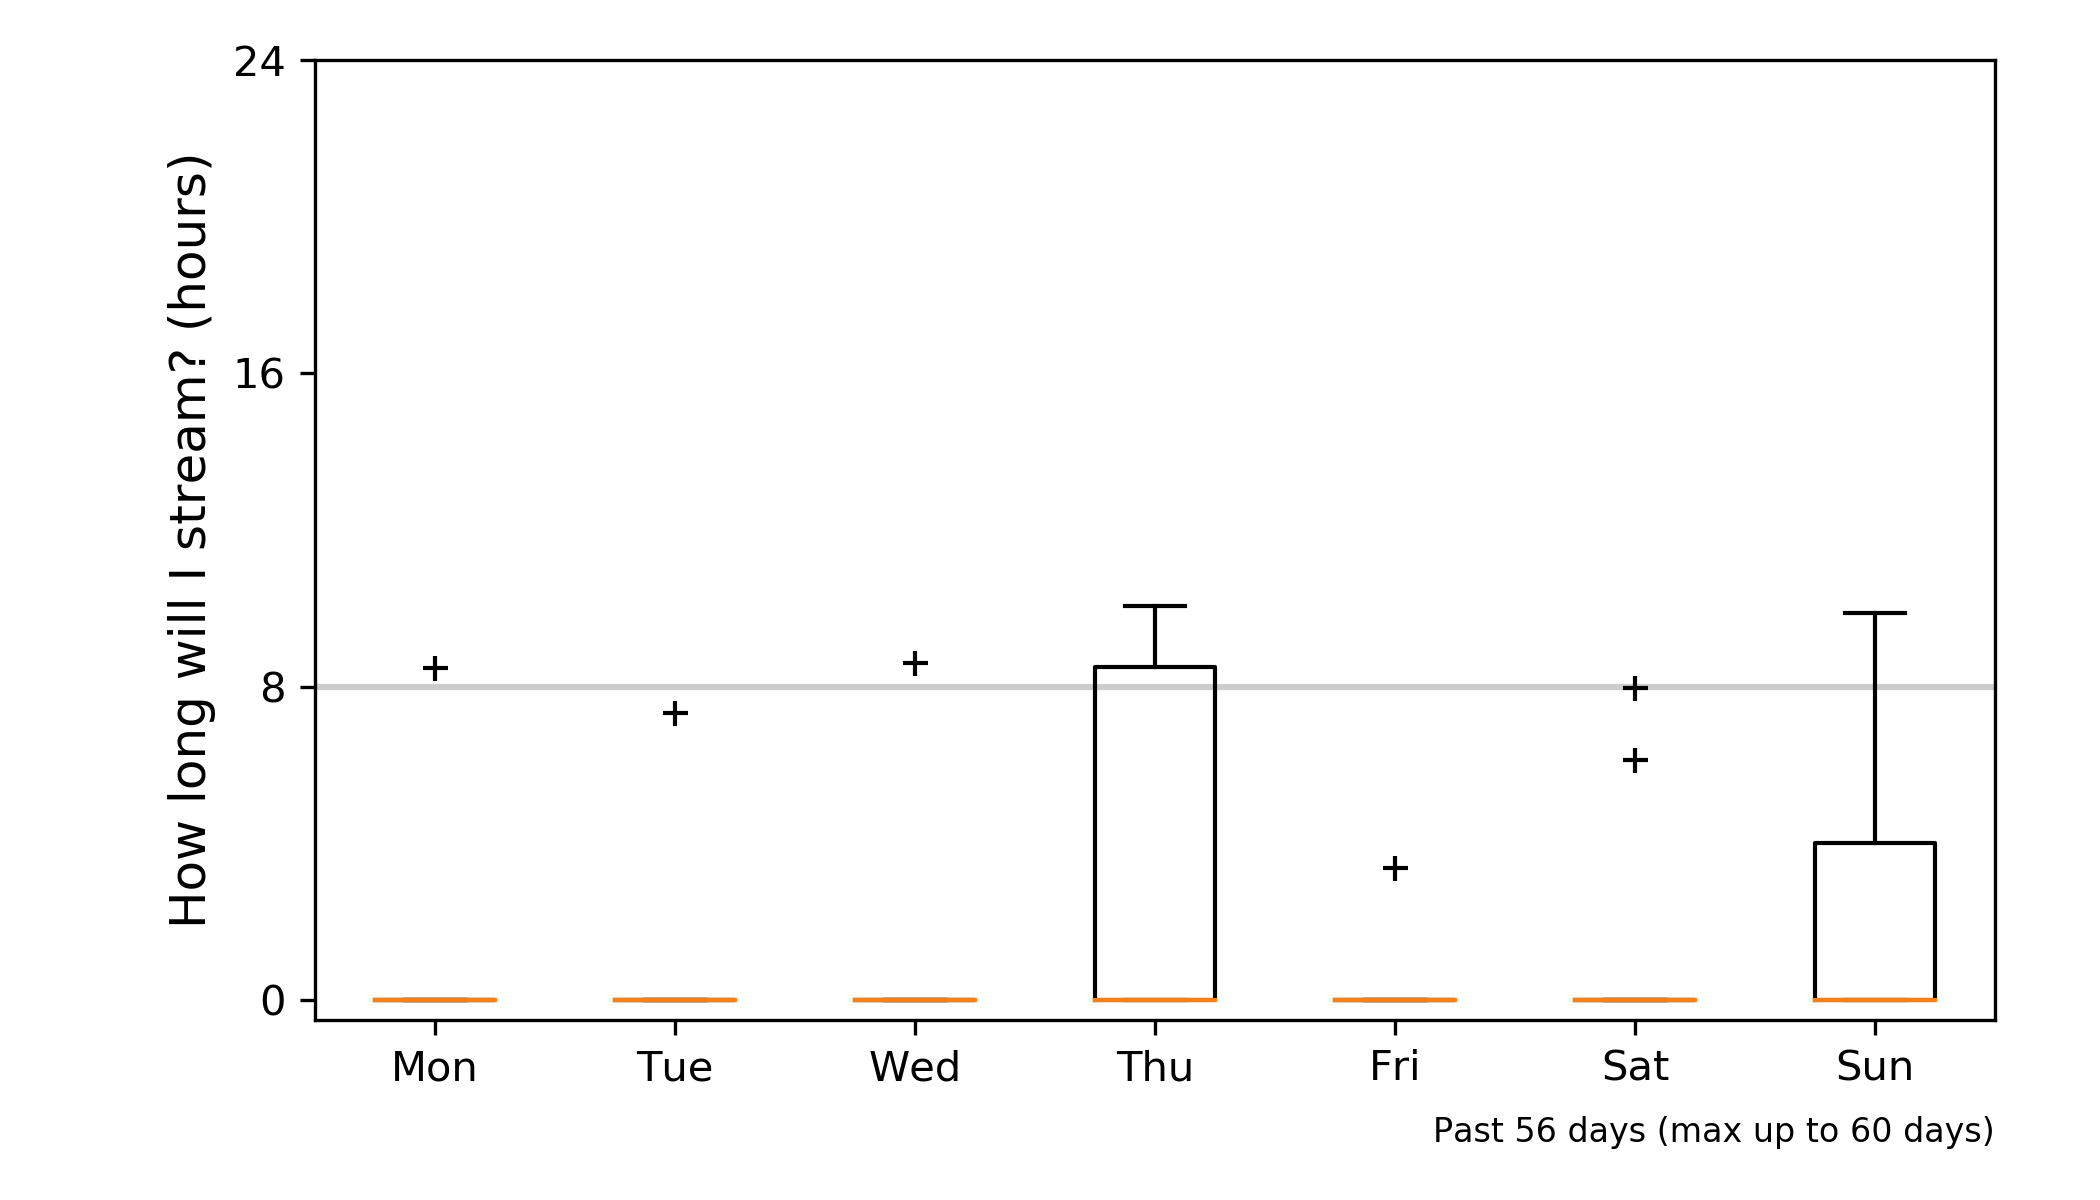 How long will I stream? (hours)
24
16
8
0
Mon Tue Wed Thu Fri Sat Sun
Past 56 days (max up to 60 days)